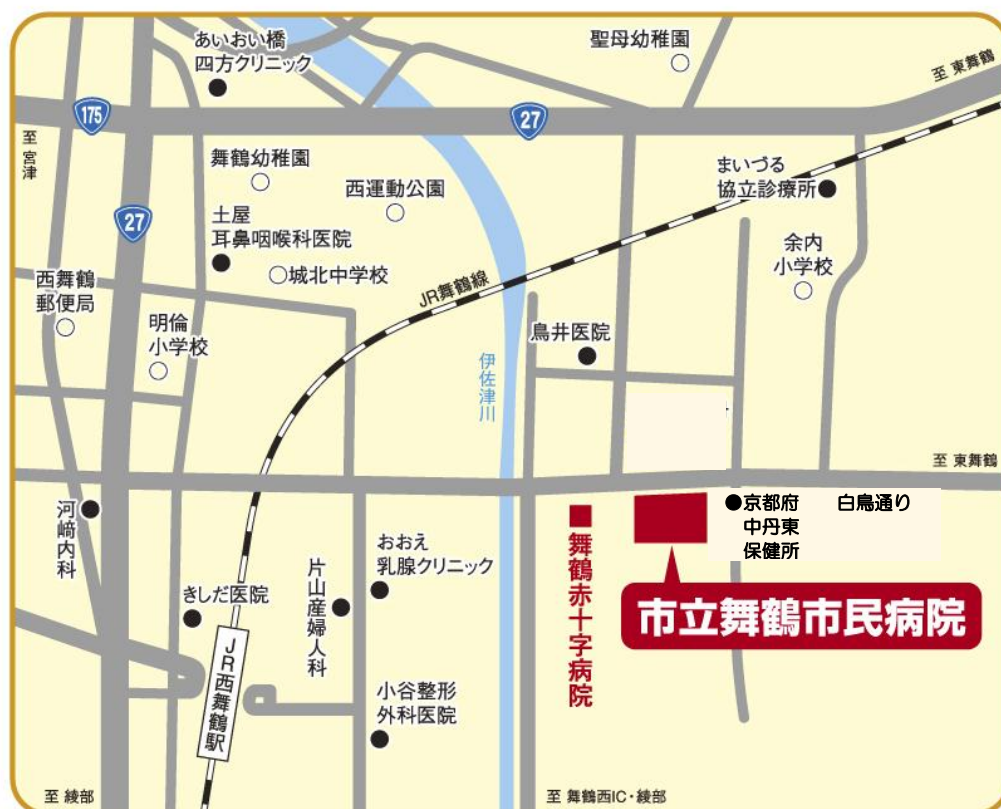 あいおい橋
四方クリニック
聖母幼稚園
至 東舞鶴
175
27
至 宮津
舞鶴幼稚園
西運動公園
まいづる
協立診療所
27
土屋
耳鼻咽喉科医院
城北中学校
余内
小学校
西舞鶴
郵便局
JR舞鶴線
明倫
小学校
鳥井医院
伊佐津川
至 東舞鶴
河﨑内科
京都府
中丹東
保健所
白鳥通り
舞鶴赤十字病院
おおえ
乳腺クリニック
片山産婦人科
きしだ医院
市立舞鶴市民病院
JR西舞鶴駅
小谷整形
外科医院
至 綾部
至 舞鶴西IC・綾部